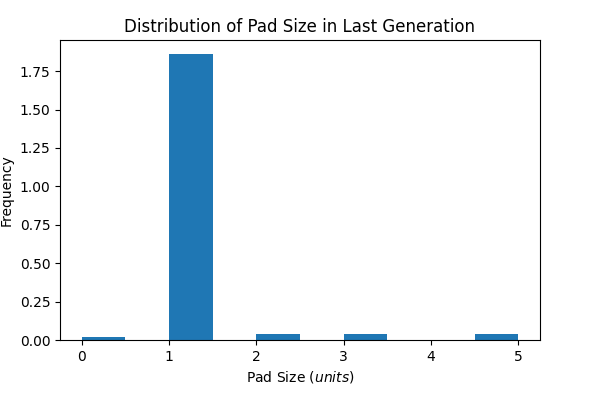 Distribution of Pad Size in Last Generation
Frequency
1.75
1.50
1.25
1.00
0.75
0.50
0.25
0.00
0 1 2 3 4 5
Pad Size (units)